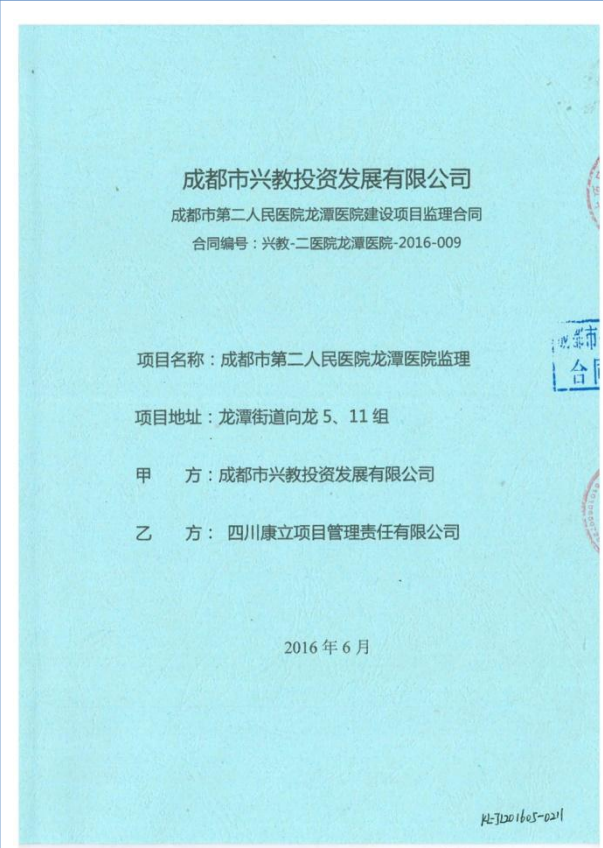 成都市兴教投资发展有限公司
成都市第二人民医院龙潭医院建设项目监理合同
合同编号：兴教-二医院龙潭医院-2016-009
都市
合同
项目名称：成都市第二人民医院龙潭医院监理
项目地址：龙潭街道向龙 5、11 组
甲 方：成都市兴教投资发展有限公司
乙 方： 四川康立项目管理责任有限公司
2016 年 6 月
KL-JL201605-0211